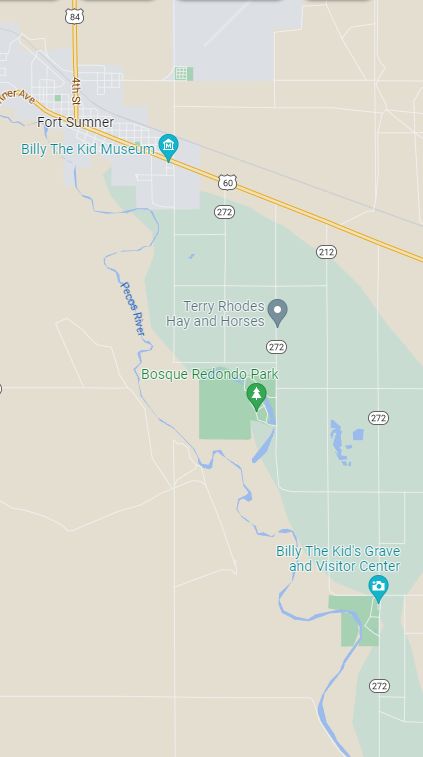 84
4th St
ner Ave
Fort Sumner
Billy The Kid Museum
60
272
212
Pecos River
Terry Rhodes
Hay and Horses
272
Bosque Redondo Park
272
Billy The Kid's Grave
and Visitor Center
272